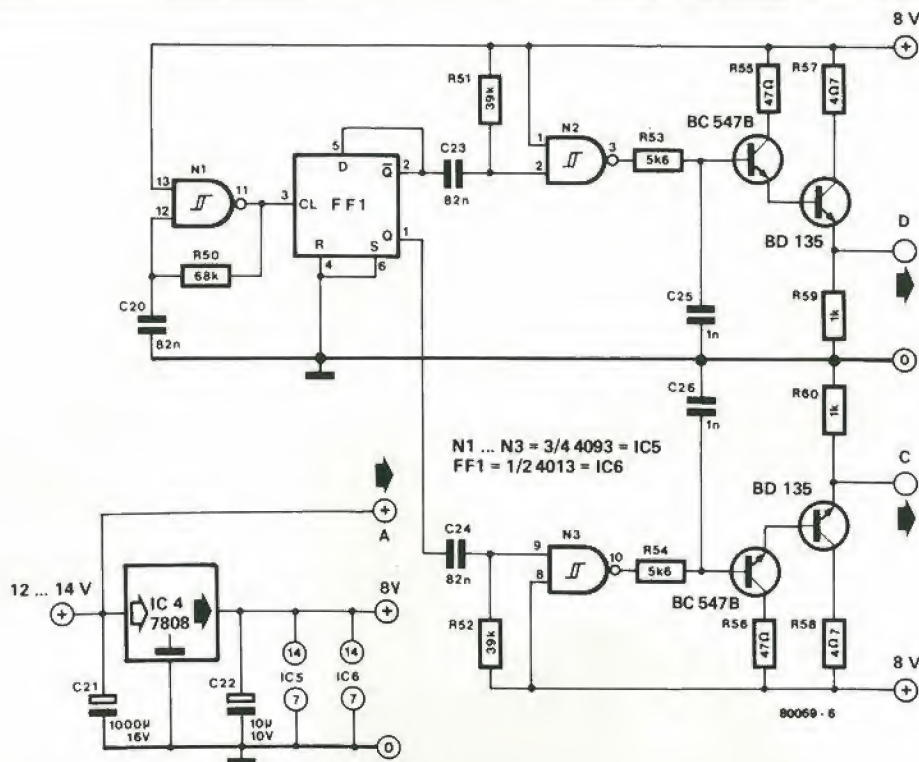 8 V
+
R51
39k
R55
47Ω
R57
4Ω7
BC 547B
N1
13
12
11
R50
68k
C20
82n
3
CL
5
D
FF1
Q̅
2
Q
1
R
S
4
6
C23
82n
N2
1
2
3
R53
5k6
BD 135
D
C25
1n
R59
1k
0
C26
1n
R60
1k
N1 ... N3 = 3/4 4093 = IC5
FF1 = 1/2 4013 = IC6
BD 135
C
+
A
12 ... 14 V
+
IC 4
7808
8V
+
C21
1000µ
16V
C22
10µ
10V
14
IC5
7
14
IC6
7
0
C24
82n
R52
39k
N3
9
8
10
R54
5k6
BC 547B
R56
47Ω
R58
4Ω7
8 V
+
80069 - 6